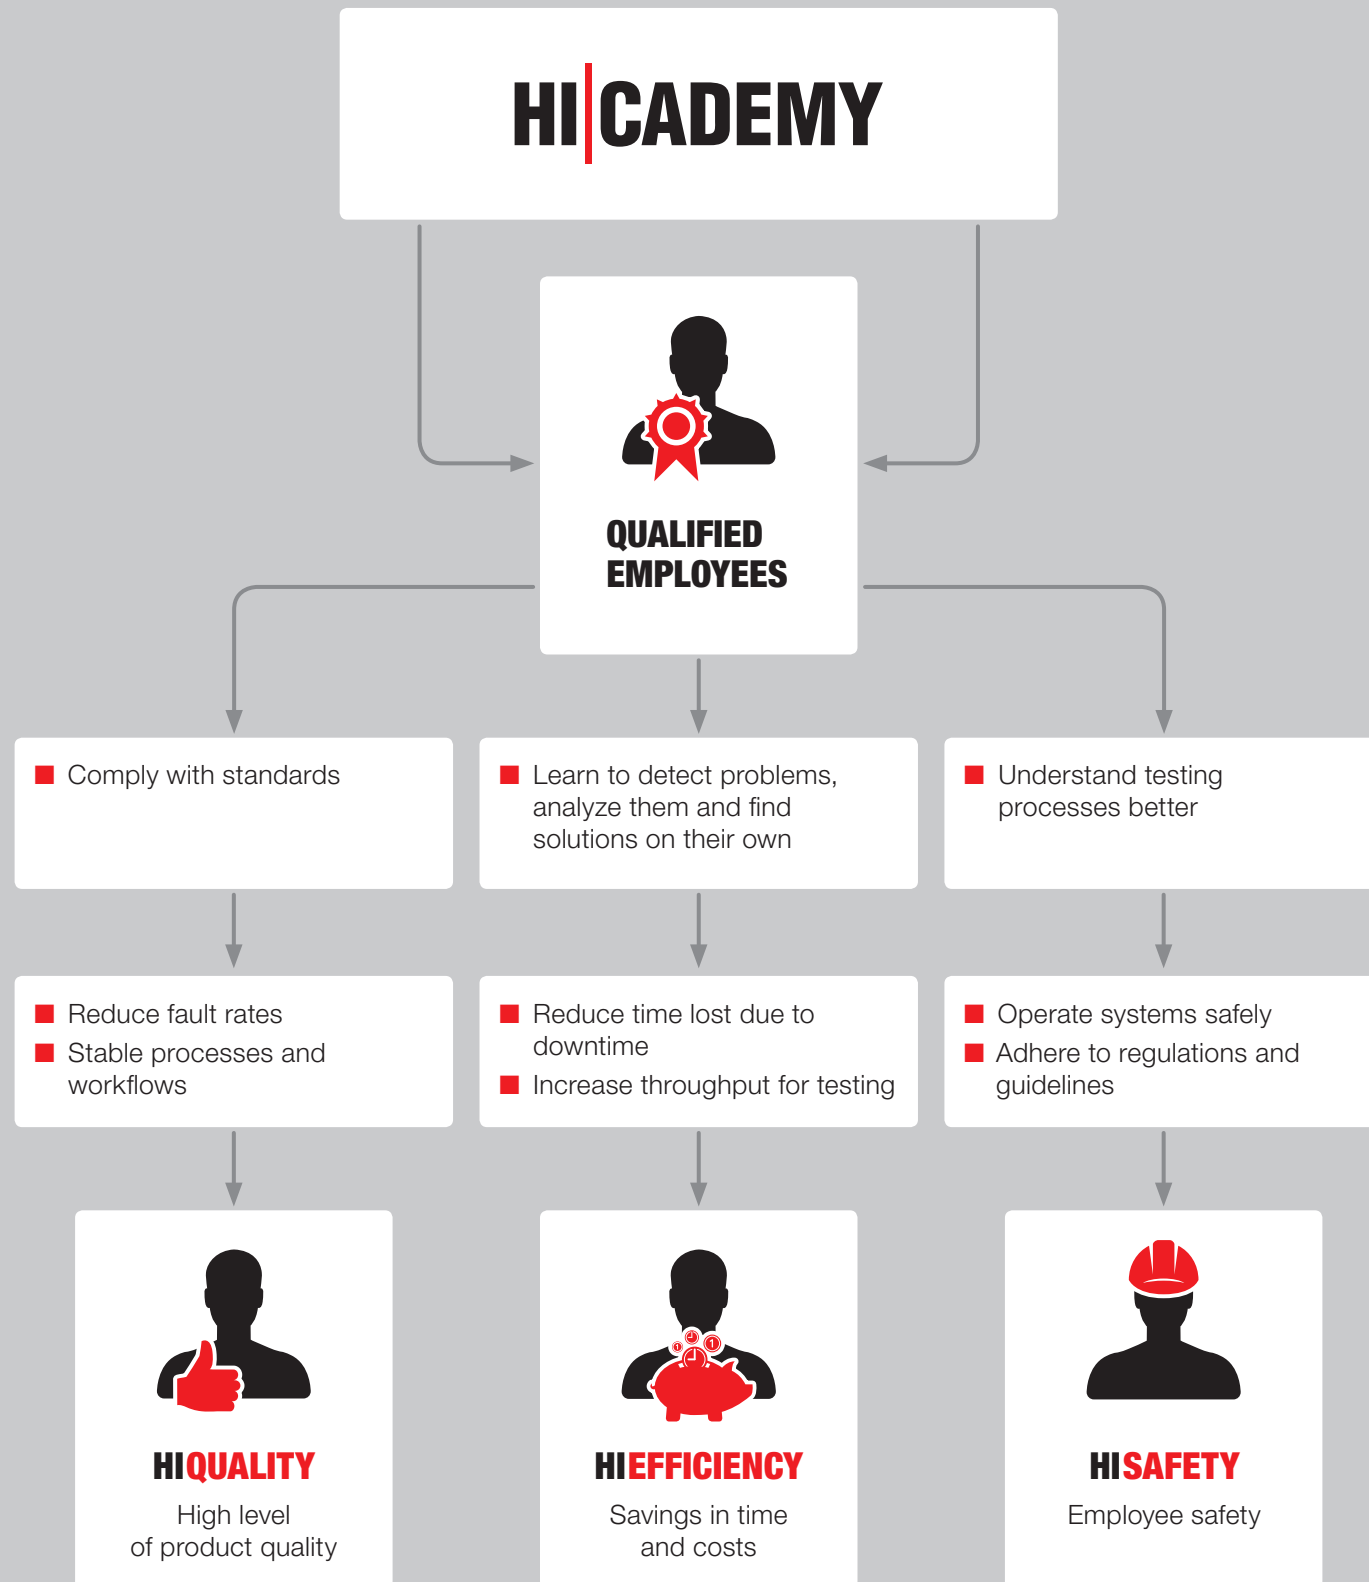 HI|CADEMY
QUALIFIED
EMPLOYEES
Comply with standards
Learn to detect problems,
analyze them and find
solutions on their own
Understand testing
processes better
Reduce fault rates
Stable processes and
workflows
Reduce time lost due to
downtime
Increase throughput for testing
Operate systems safely
Adhere to regulations and
guidelines
HIQUALITY
High level
of product quality
1
1
HIEFFICIENCY
Savings in time
and costs
HISAFETY
Employee safety